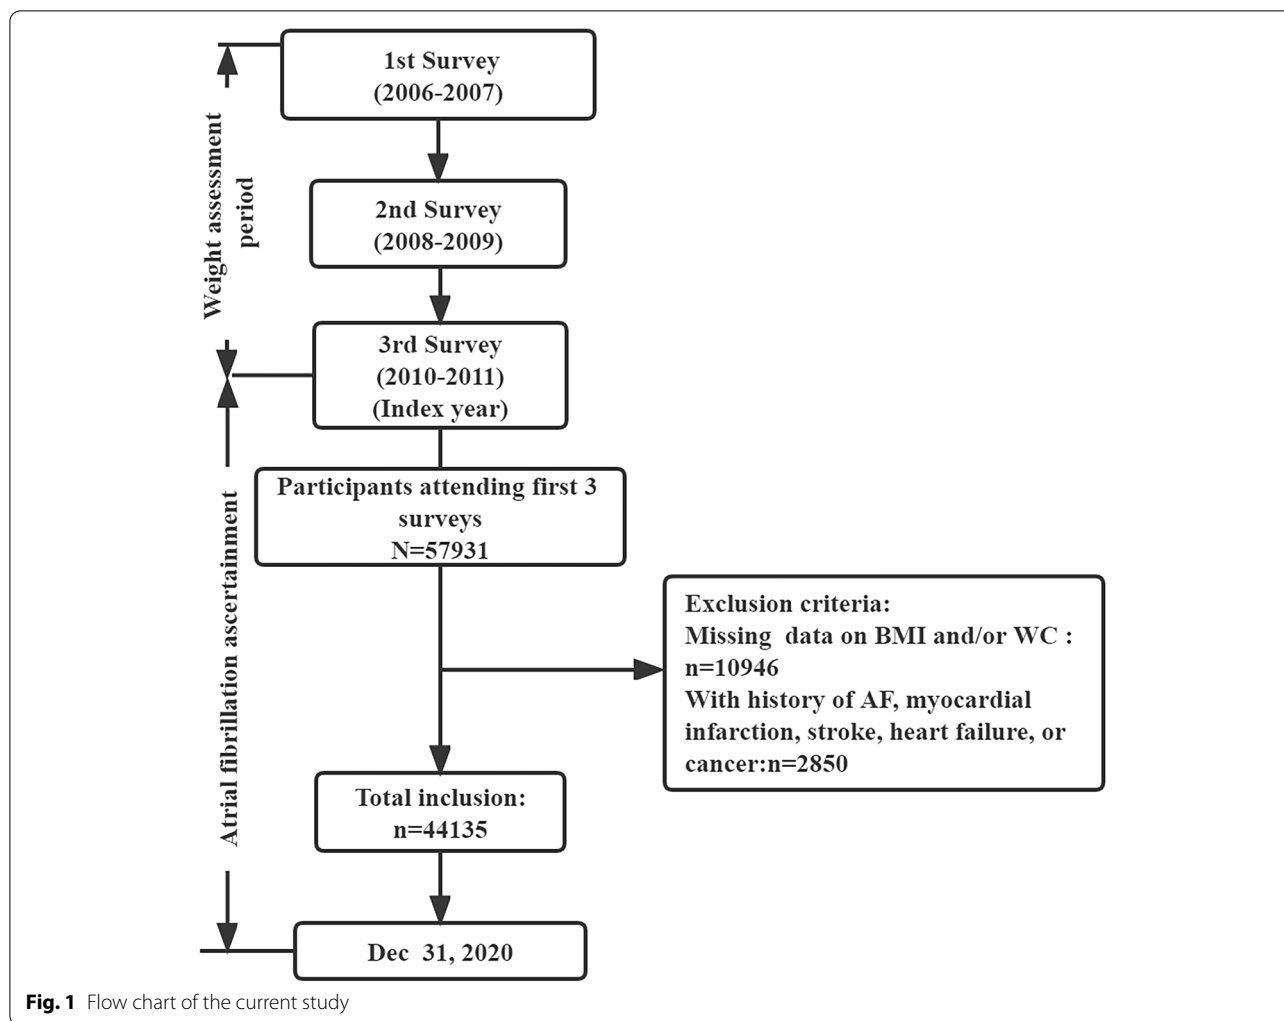 1st Survey
(2006-2007)
Weight assessment
period
2nd Survey
(2008-2009)
3rd Survey
(2010-2011)
(Index year)
Participants attending first 3
surveys
N=57931
Atrial fibrillation ascertainment
Exclusion criteria:
Missing  data on BMI and/or WC :
n=10946
With history of AF, myocardial
infarction, stroke, heart failure, or
cancer:n=2850
Total inclusion:
n=44135
Dec  31, 2020
Fig. 1  Flow chart of the current study